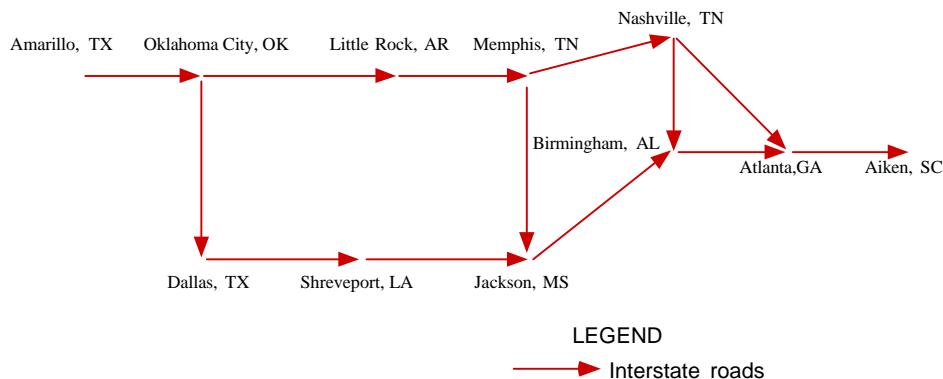 Nashville, TN
Amarillo, TX Oklahoma City, OK Little Rock, AR Memphis, TN
Birmingham, AL
Atlanta,GA Aiken, SC
Dallas, TX Shreveport, LA Jackson, MS
LEGEND
Interstate roads